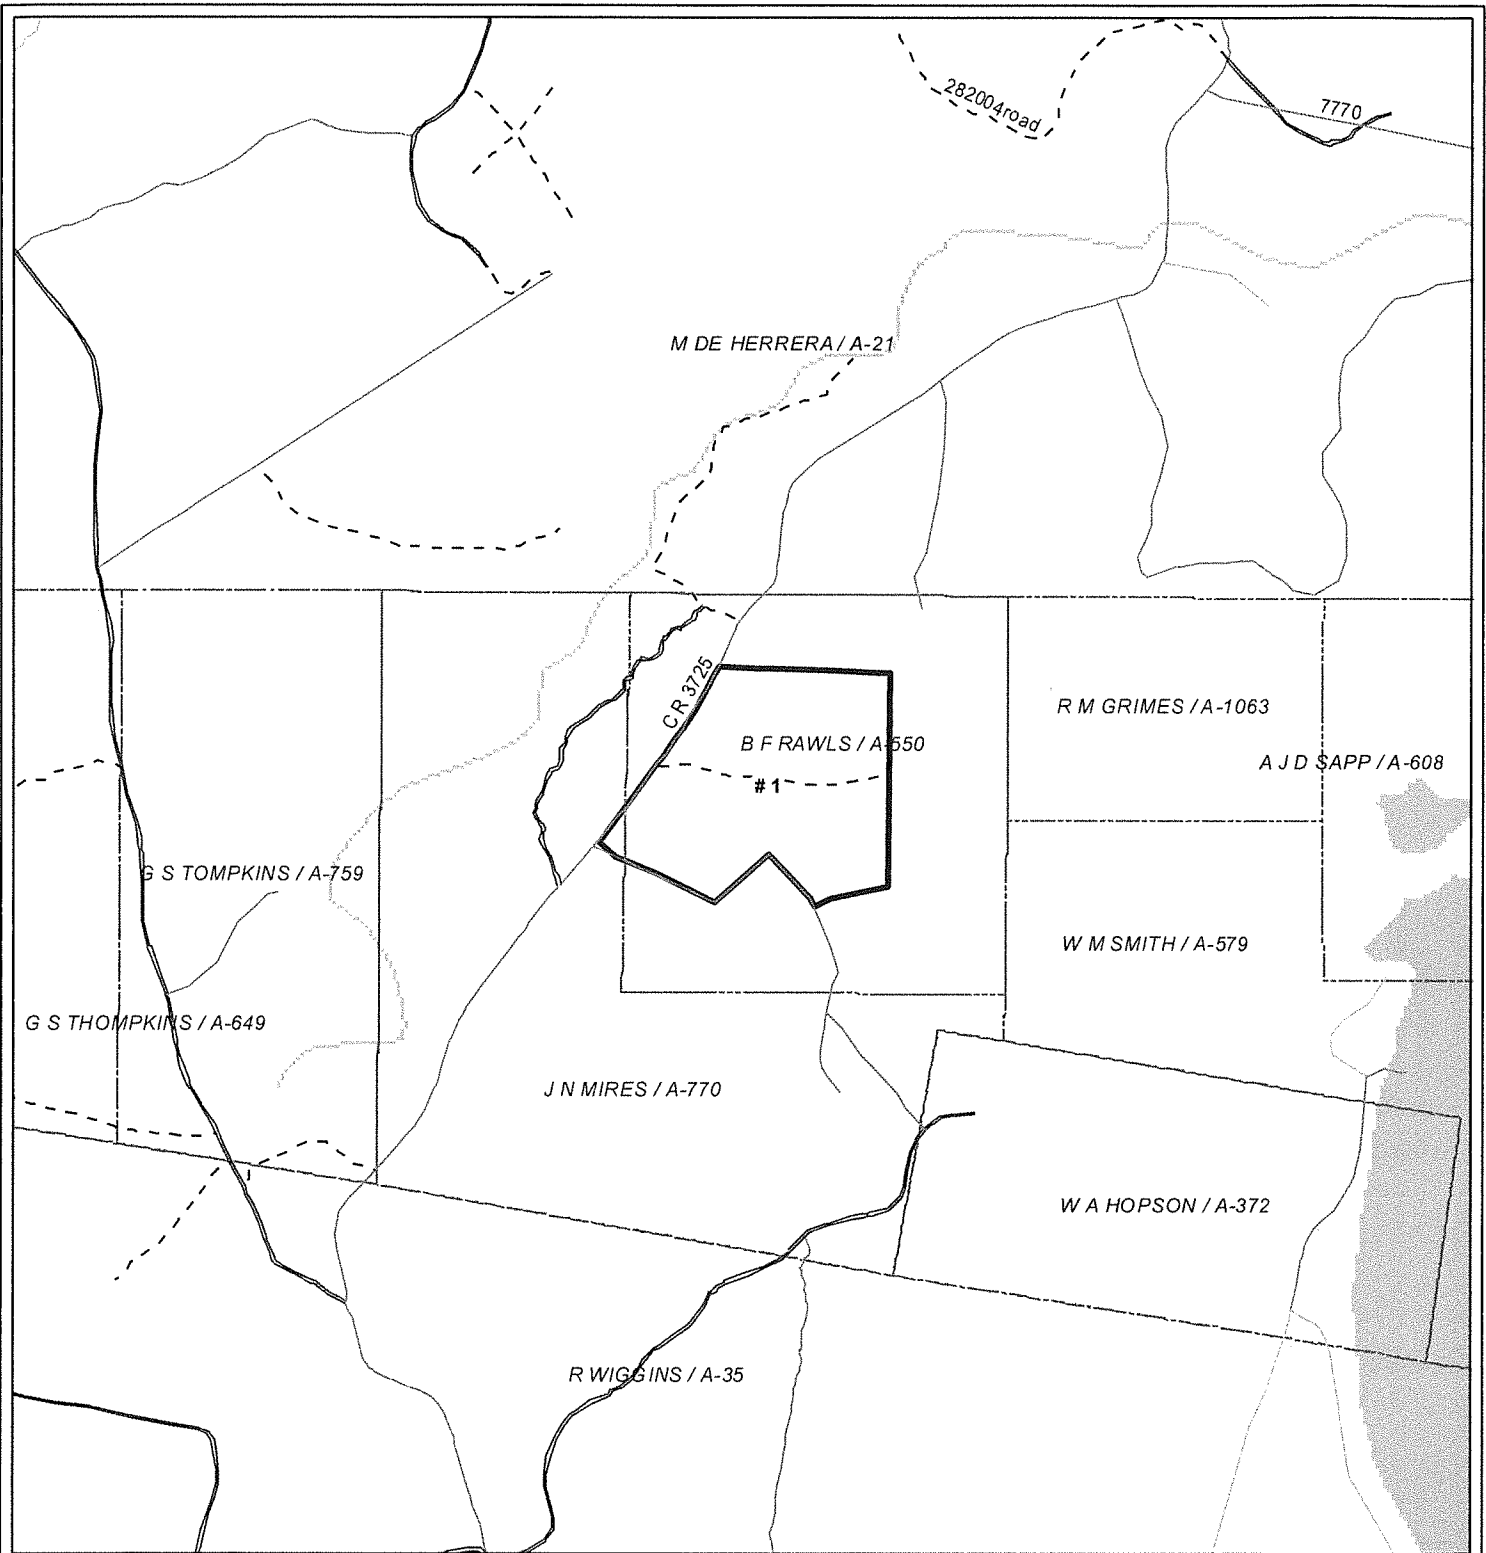 282004road
7770
M DE HERRERA / A-21
C R 3725
R M GRIMES / A-1063
B F RAWLS / A-550
A J D SAPP / A-608
# 1
G S TOMPKINS / A-759
W M SMITH / A-579
G S THOMPKINS / A-649
J N MIRES / A-770
W A HOPSON / A-372
R WIGGINS / A-35